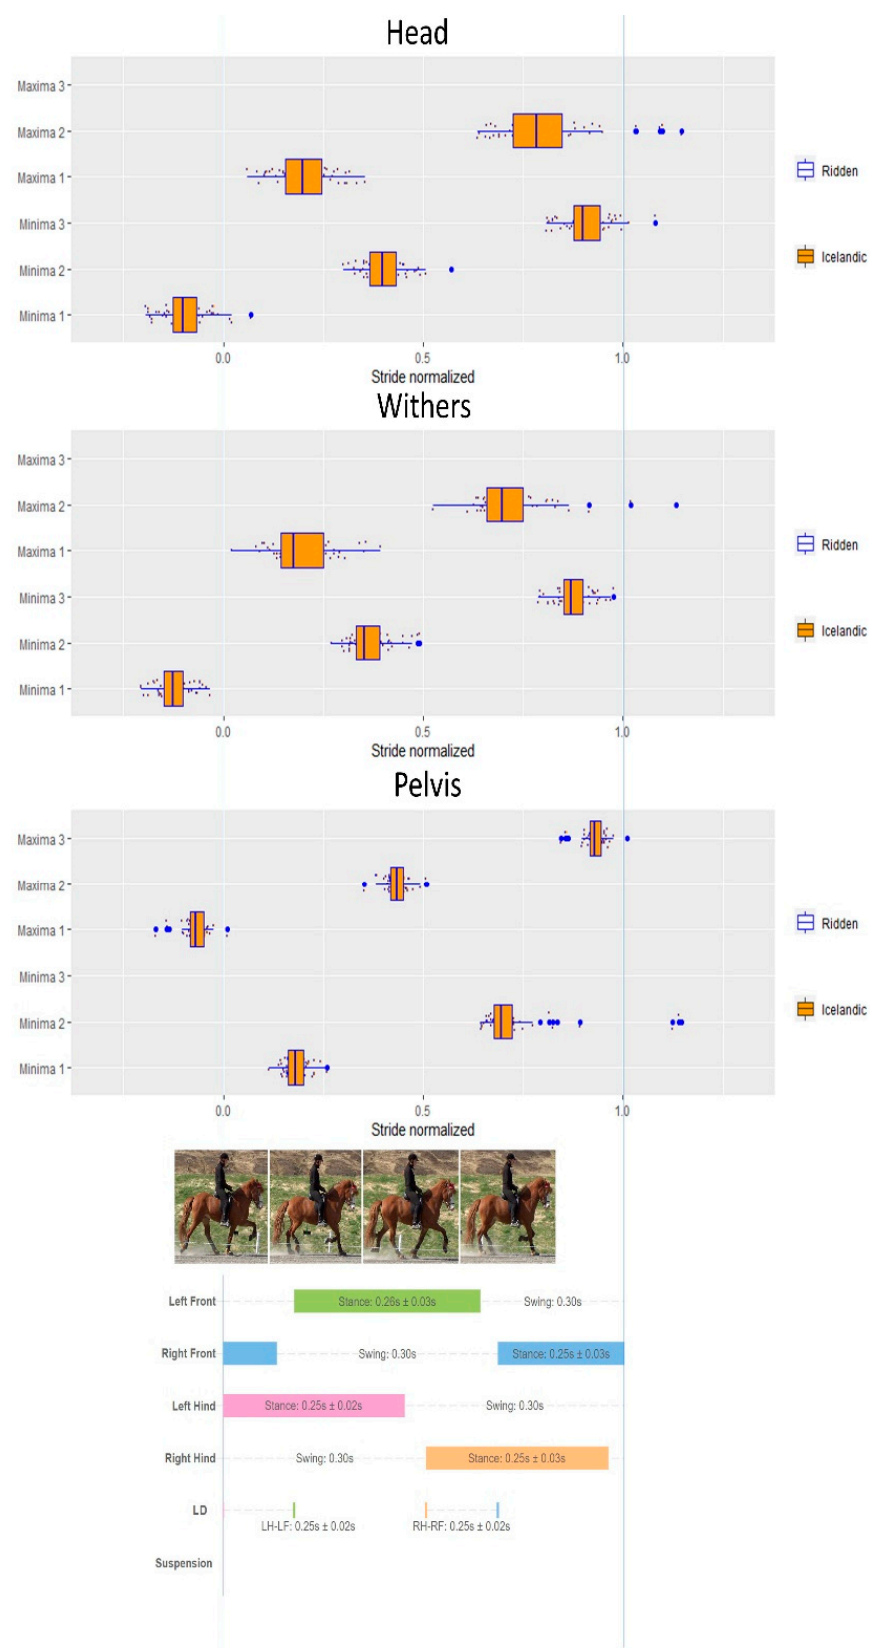 Head
Maxima 3
Maxima 2
Maxima 1
Minima 3
Minima 2
Minima 1
Ridden
Icelandic
0.0 0.5 1.0
Stride normalized
Withers
Maxima 3
Maxima 2
Maxima 1
Minima 3
Minima 2
Minima 1
Ridden
Icelandic
0.0 0.5 1.0
Stride normalized
Pelvis
Maxima 3
Maxima 2
Maxima 1
Minima 3
Minima 2
Minima 1
Ridden
Icelandic
0.0 0.5 1.0
Stride normalized
Left Front Stance: 0.26s ± 0.03s Swing: 0.30s
Right Front Swing: 0.30s Stance: 0.25s ± 0.03s
Left Hind Stance: 0.25s ± 0.02s Swing: 0.30s
Right Hind Swing: 0.30s Stance: 0.25s ± 0.03s
LD
LH-LF: 0.25s ± 0.02s RH-RF: 0.25s ± 0.02s
Suspension